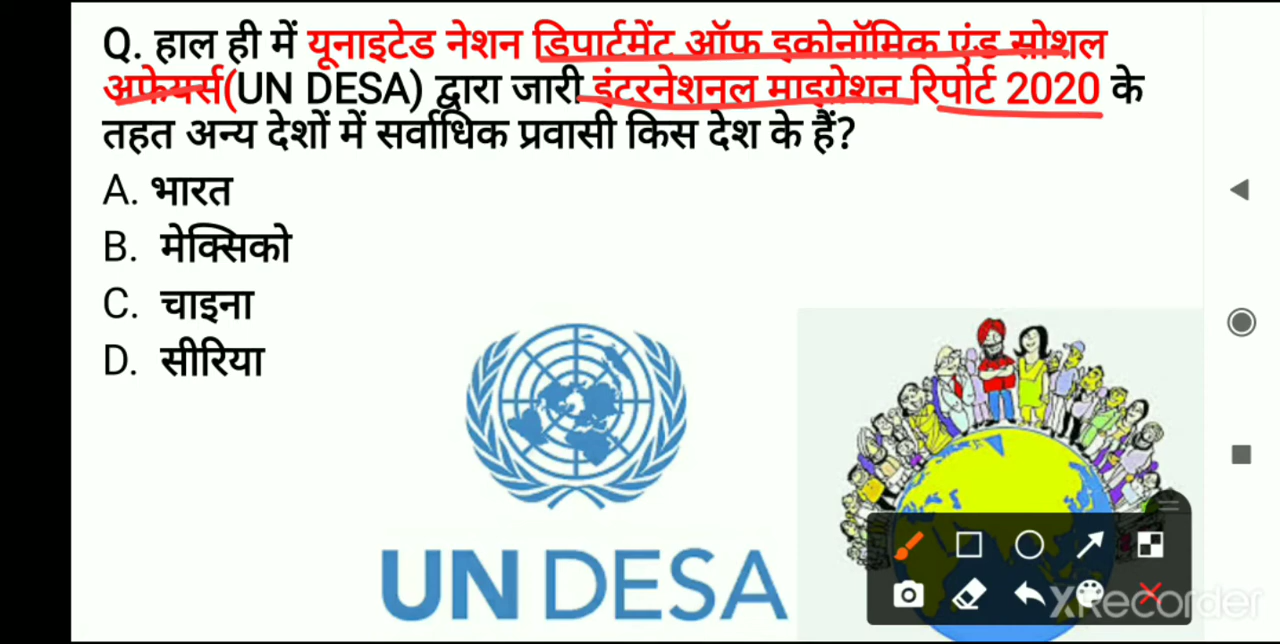 Q. हाल ही में यूनाइटेड नेशन डिपार्टमेंट ऑफ इकोनॉमिक एंड सोशल
अफेयर्स(UN DESA) द्वारा जारी इंटरनेशनल माइग्रेशन रिपोर्ट 2020 के
तहत अन्य देशों में सर्वाधिक प्रवासी किस देश के हैं?
A. भारत
B. मेक्सिको
C. चाइना
D. सीरिया
UN DESA
XRecorder